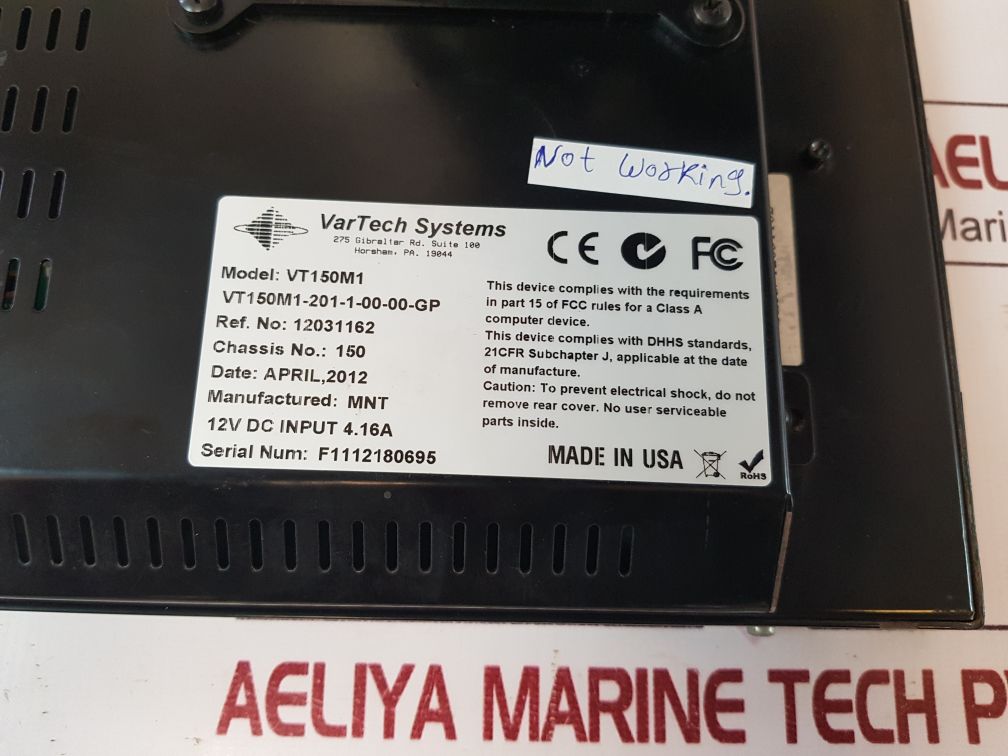 Not working.
VarTech Systems
275 Gibraltar Rd. Suite 100
Horsham, PA. 19044
CE FC
Model: VT150M1
VT150M1-201-1-00-00-GP
Ref. No: 12031162
Chassis No.: 150
Date: APRIL,2012
Manufactured: MNT
12V DC INPUT 4.16A
Serial Num: F1112180695
This device complies with the requirements
in part 15 of FCC rules for a Class A
computer device.
This device complies with DHHS standards,
21CFR Subchapter J, applicable at the date
of manufacture.
Caution: To prevent electrical shock, do not
remove rear cover. No user serviceable
parts inside.
MADE IN USA
RoHS
AEL
Mari
AELIYA MARINE TECH P